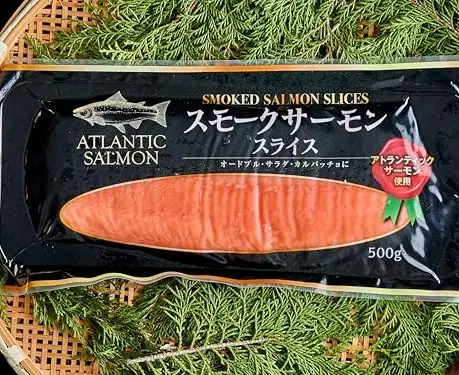 SMOKED SALMON SLICES
スモークサーモン
スライス
オードブル・サラダ・カルパッチョに
ATLANTIC
SALMON
アトランティック
サーモン
使用
500g